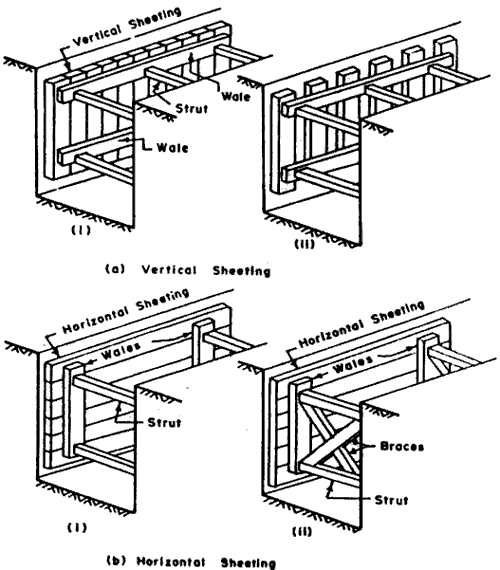 Vertical Sheeting
Wale
Strut
Wale
(i)
(ii)
(a) Vertical Sheeting
Horizontal Sheeting
Wales
Strut
(i)
Horizontal Sheeting
Wales
Braces
Strut
(ii)
(b) Horizontal Sheeting